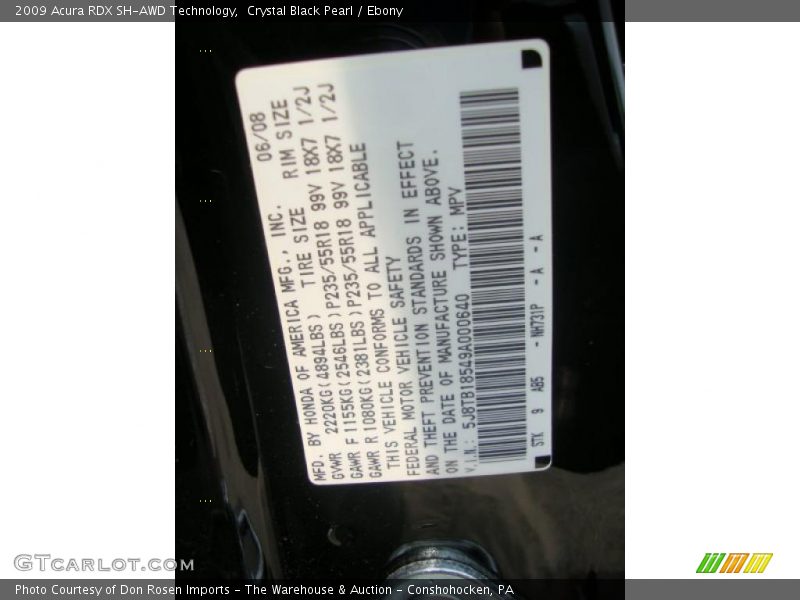 2009 Acura RDX SH-AWD Technology,  Crystal Black Pearl / Ebony
MFD. BY HONDA OF AMERICA MFG., INC. 06/08
TIRE SIZE RIM SIZE
GVWR 2220KG(4894LBS)
GAWR F 1155KG(2546LBS)P235/55R18 99V 18X7 1/2J
GAWR R 1080KG(2381LBS)P235/55R18 99V 18X7 1/2J
THIS VEHICLE CONFORMS TO ALL APPLICABLE
FEDERAL MOTOR VEHICLE SAFETY
AND THEFT PREVENTION STANDARDS IN EFFECT
ON THE DATE OF MANUFACTURE SHOWN ABOVE.
V.I.N.: 5J8TB18549A000640 TYPE: MPV
STK 9 AB5 - NH731P - A - A
GTCARLOT.COM
Photo Courtesy of Don Rosen Imports - The Warehouse & Auction - Conshohocken, PA